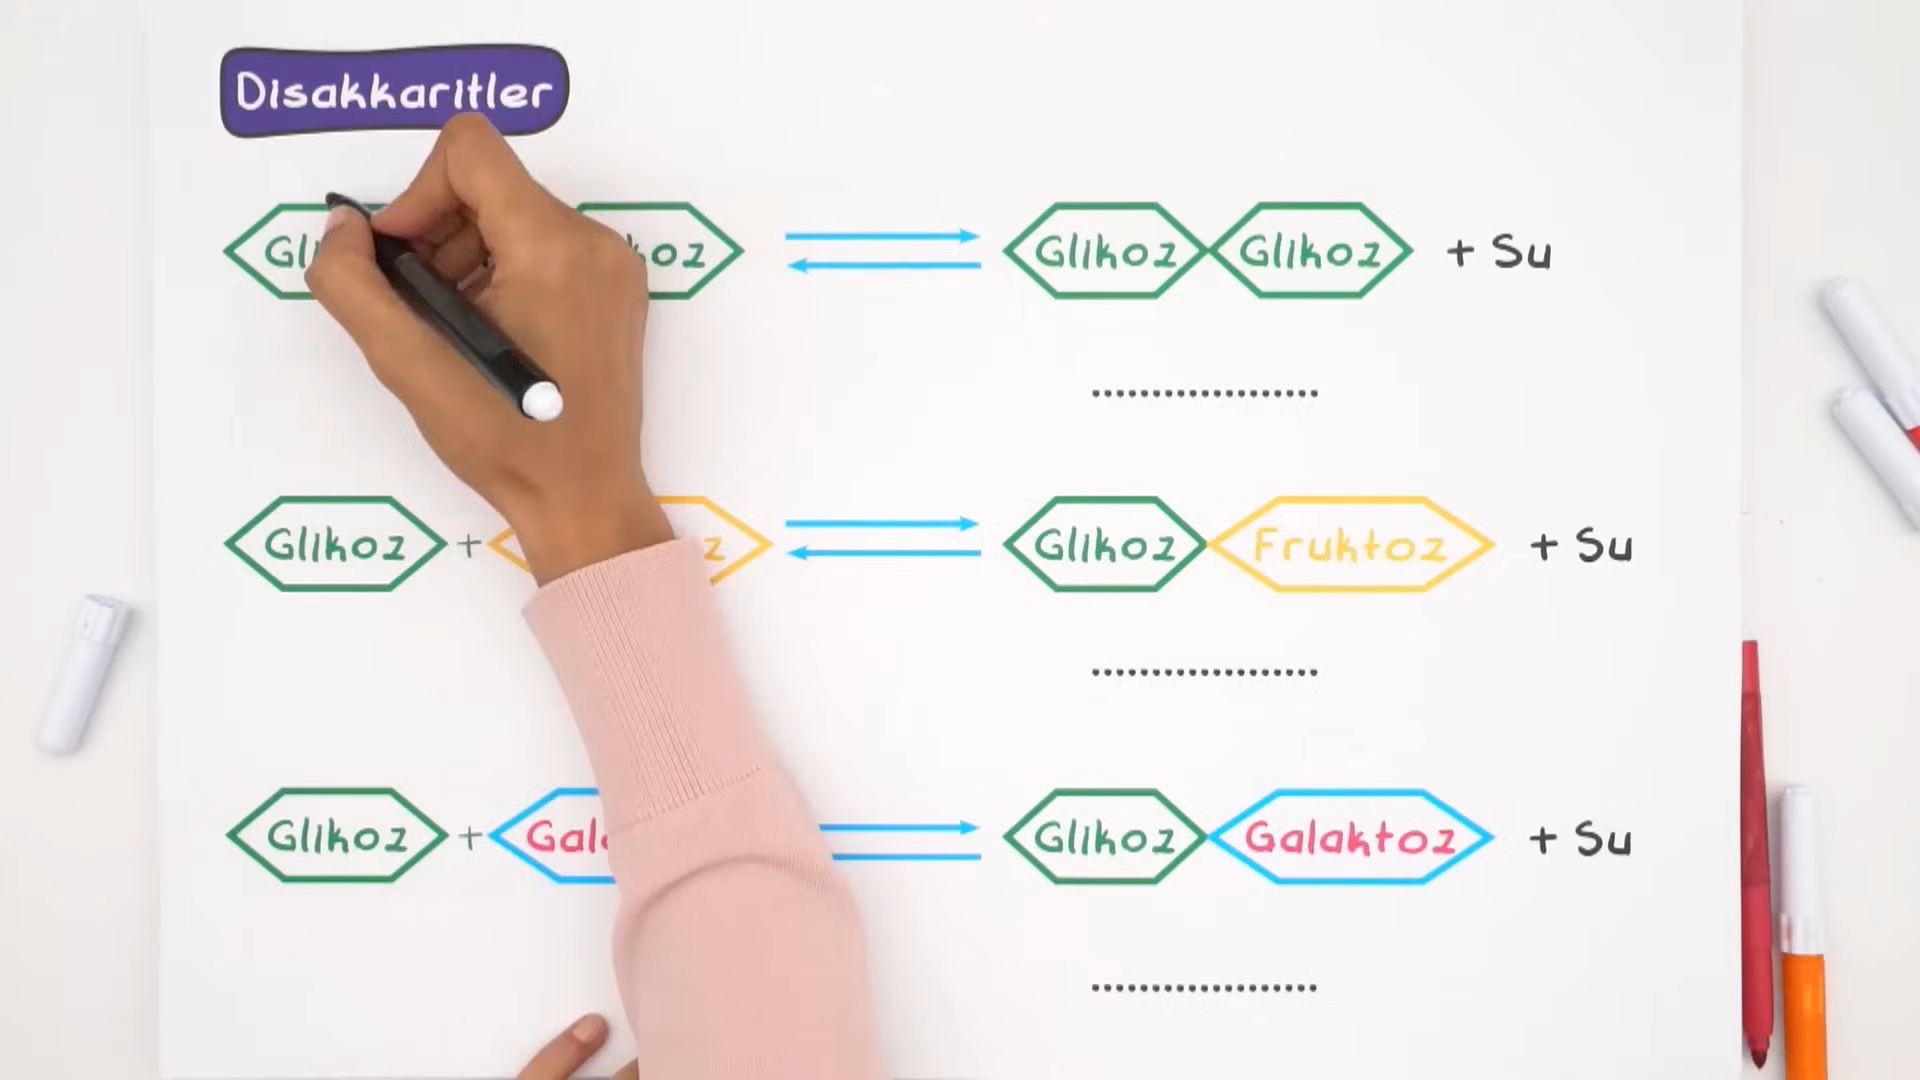 Disakkaritler
Glikoz Glikoz + Su
..................
Glikoz + Glikoz Fruktoz + Su
..................
Glikoz + Glikoz Galaktoz + Su
..................